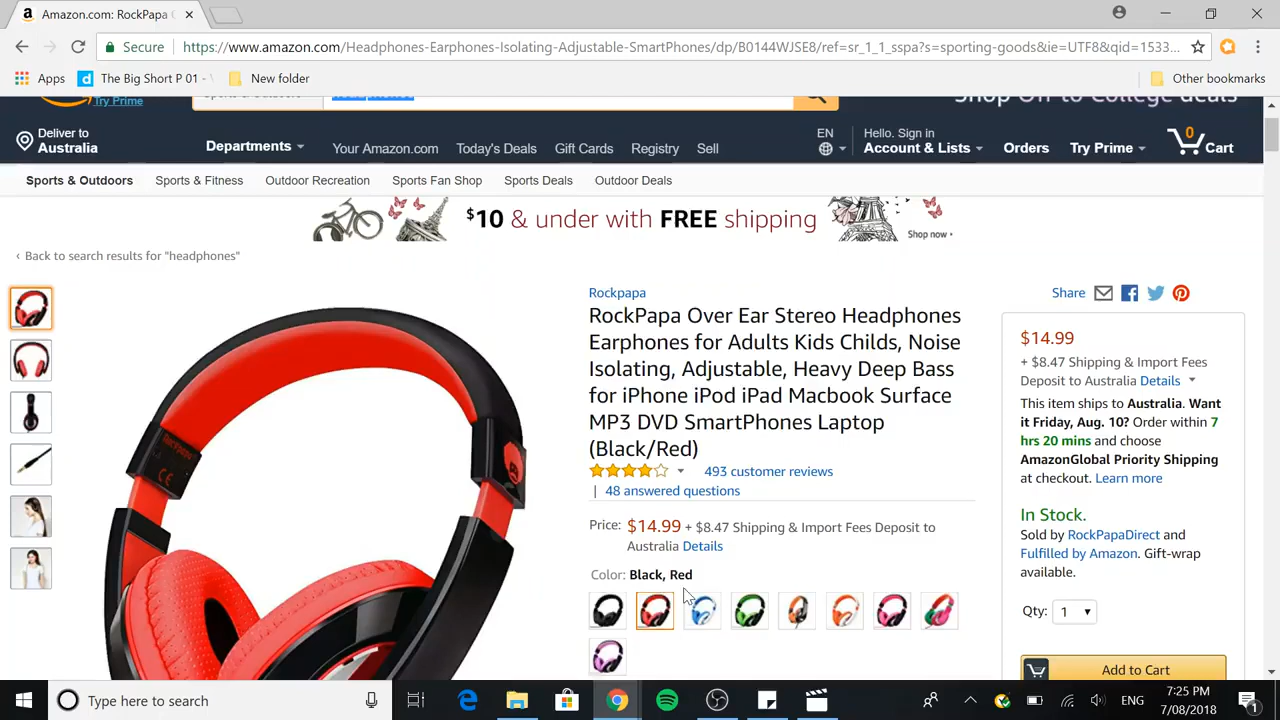 Amazon.com: RockPapa
Secure
https://www.amazon.com/Headphones-Earphones-Isolating-Adjustable-SmartPhones/dp/B0144WJSJ8/ref=sr_1_1_sspa?s=sporting-goods&ie=UTF8&qid=1533...
Apps
The Big Short P 01 -
New folder
Other bookmarks
Try Prime
Sports & Outdoors
headphones
Shop Off to College deals
Deliver to
Australia
Departments
Your Amazon.com
Today's Deals
Gift Cards
Registry
Sell
EN
Hello. Sign in
Account & Lists
Orders
Try Prime
0
Cart
Sports & Outdoors
Sports & Fitness
Outdoor Recreation
Sports Fan Shop
Sports Deals
Outdoor Deals
$10 & under with FREE shipping
Shop now
‹ Back to search results for "headphones"
Rockpapa
RockPapa Over Ear Stereo Headphones
Earphones for Adults Kids Childs, Noise
Isolating, Adjustable, Heavy Deep Bass
for iPhone iPod iPad Macbook Surface
MP3 DVD SmartPhones Laptop
(Black/Red)
493 customer reviews
| 48 answered questions
Price: $14.99 + $8.47 Shipping & Import Fees Deposit to
Australia Details
Color: Black, Red
Share
$14.99
+ $8.47 Shipping & Import Fees
Deposit to Australia Details
This item ships to Australia. Want
it Friday, Aug. 10? Order within 7
hrs 20 mins and choose
AmazonGlobal Priority Shipping
at checkout. Learn more
In Stock.
Sold by RockPapaDirect and
Fulfilled by Amazon. Gift-wrap
available.
Qty: 1
Add to Cart
Type here to search
ENG
7:25 PM
7/08/2018
1